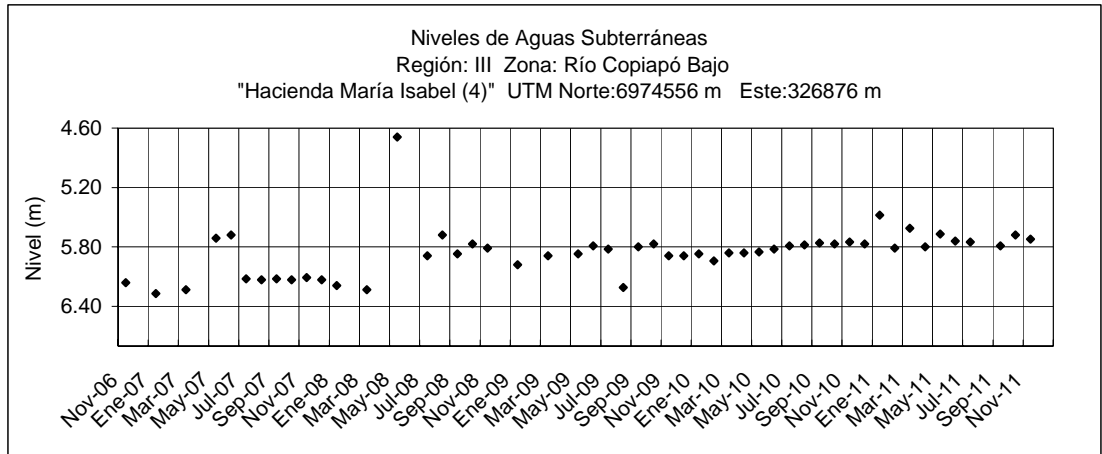 Niveles de Aguas Subterráneas
Región: III  Zona: Río Copiapó Bajo
"Hacienda María Isabel (4)"  UTM Norte:6974556 m   Este:326876 m
Nivel (m)
4.60
5.20
5.80
6.40
Nov-06
Ene-07
Mar-07
May-07
Jul-07
Sep-07
Nov-07
Ene-08
Mar-08
May-08
Jul-08
Sep-08
Nov-08
Ene-09
Mar-09
May-09
Jul-09
Sep-09
Nov-09
Ene-10
Mar-10
May-10
Jul-10
Sep-10
Nov-10
Ene-11
Mar-11
May-11
Jul-11
Sep-11
Nov-11